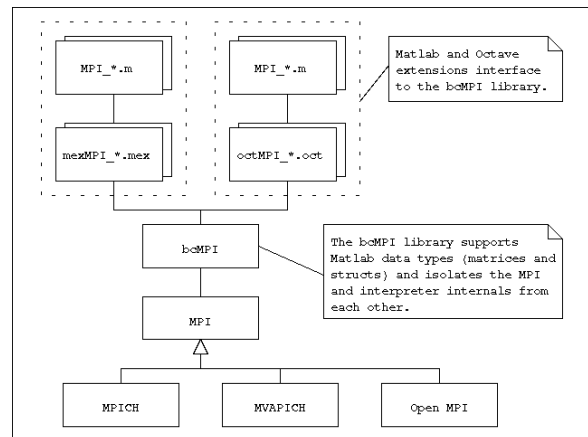 MPI_*.m
MPI_*.m
Matlab and Octave
extensions interface
to the bcMPI library.
mexMPI_*.mex
octMPI_*.oct
bcMPI
The bcMPI library supports
Matlab data types (matrices and
structs) and isolates the MPI
and interpreter internals from
each other.
MPI
MPICH
MVAPICH
Open MPI